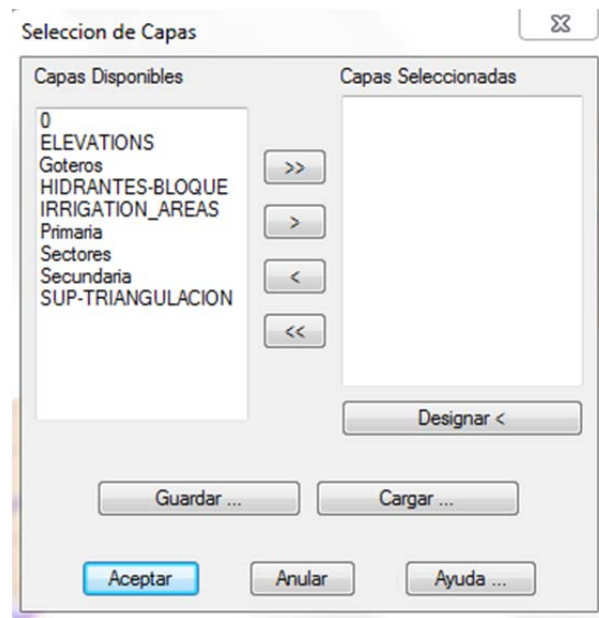 Seleccion de Capas
Capas Disponibles
Capas Seleccionadas
0
ELEVATIONS
Goteros
HIDRANTES-BLOQUE
IRRIGATION_AREAS
Primaria
Sectores
Secundaria
SUP-TRIANGULACION
>>
>
<
<<
Designar <
Guardar ...
Cargar ...
Aceptar
Anular
Ayuda ...